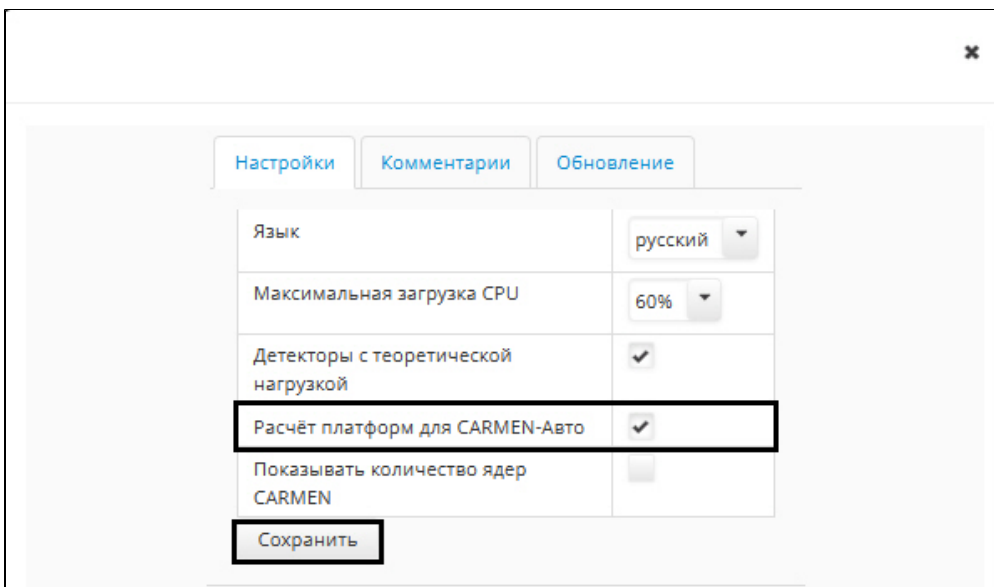 Настройки
Комментарии
Обновление
Язык
русский
Максимальная загрузка CPU
60%
Детекторы с теоретической
нагрузкой
Расчёт платформ для CARMEN-Авто
Показывать количество ядер
CARMEN
Сохранить